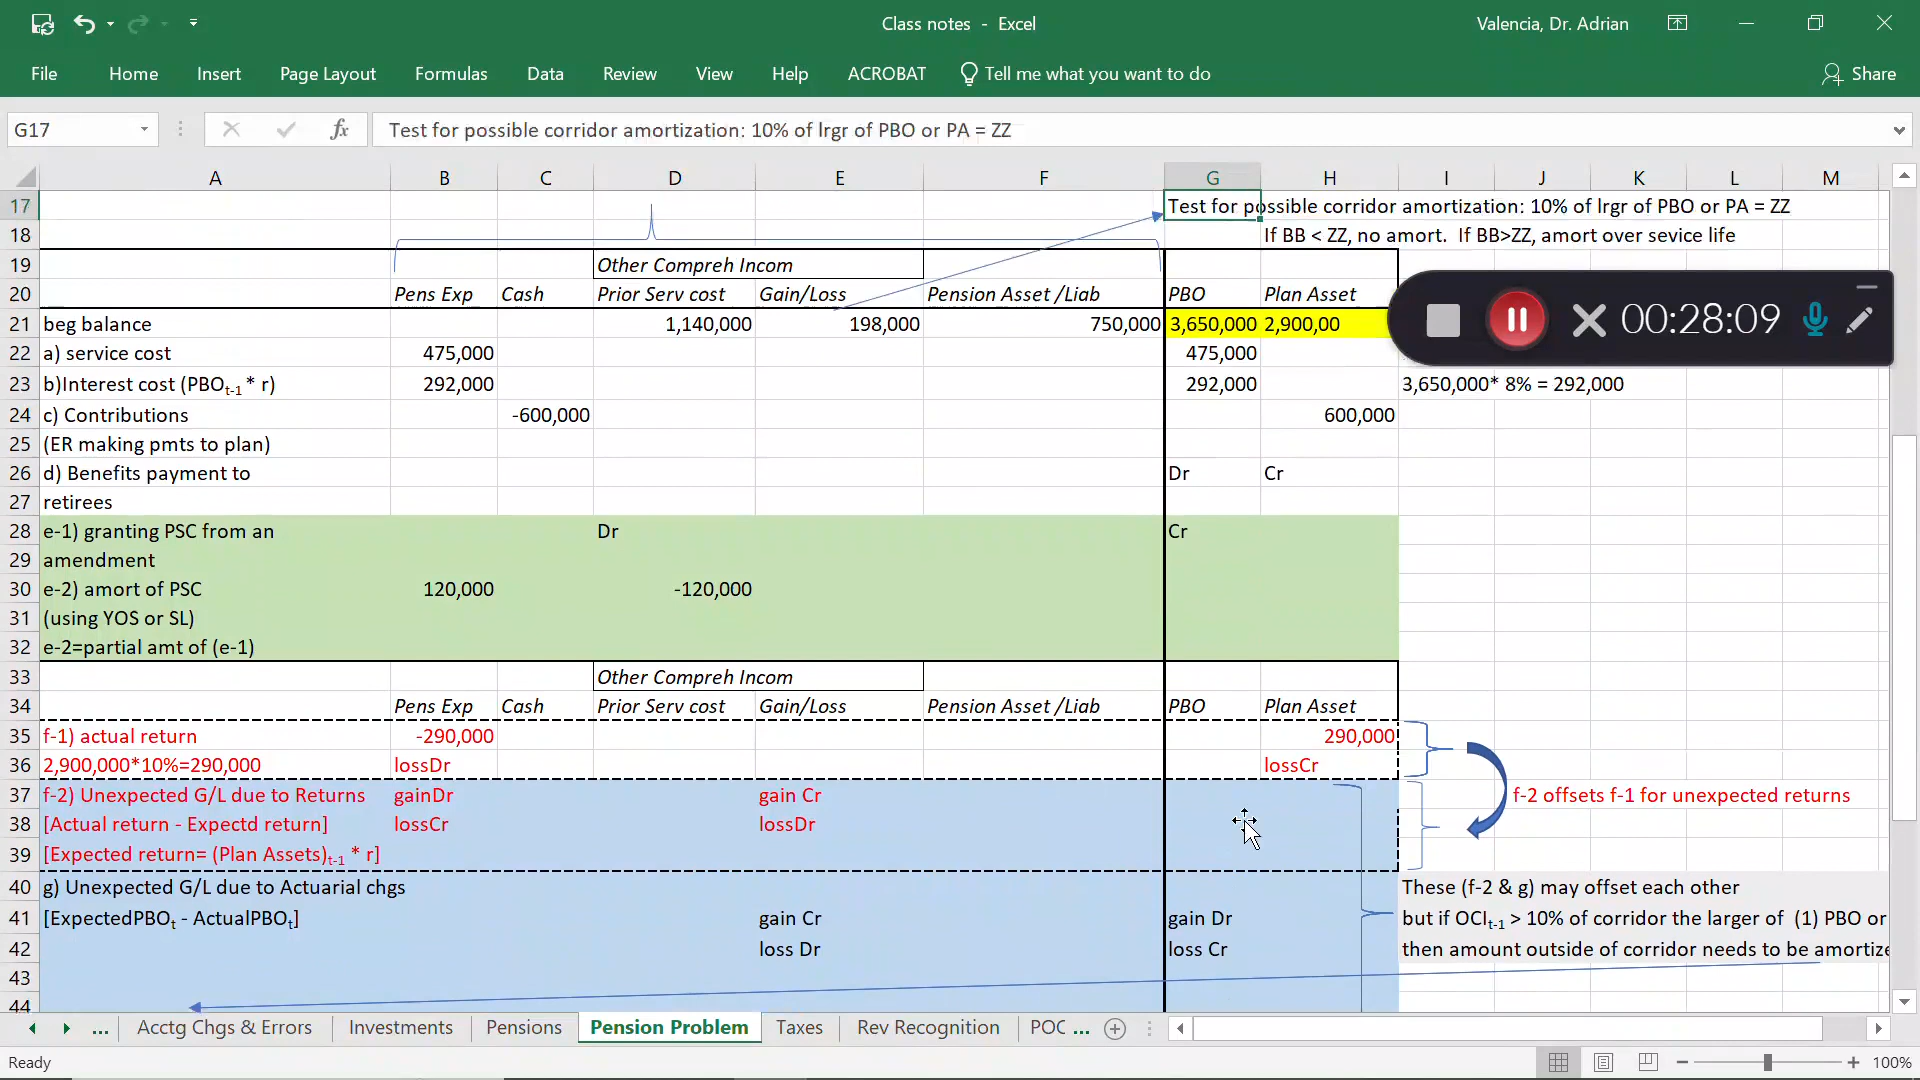 Class notes - Excel
Valencia, Dr. Adrian
File Home Insert Page Layout Formulas Data Review View Help ACROBAT Tell me what you want to do Share
G17 fx Test for possible corridor amortization: 10% of lrgr of PBO or PA = ZZ
A B C D E F G H I J K L M
17 Test for possible corridor amortization: 10% of lrgr of PBO or PA = ZZ
18 If BB < ZZ, no amort. If BB>ZZ, amort over sevice life
19 Other Compreh Incom
20 Pens Exp Cash Prior Serv cost Gain/Loss Pension Asset /Liab PBO Plan Asset
21 beg balance 1,140,000 198,000 750,000 3,650,000 2,900,00
00:28:09
22 a) service cost 475,000 475,000
23 b)Interest cost (PBOt-1 * r) 292,000 292,000 3,650,000* 8% = 292,000
24 c) Contributions -600,000 600,000
25 (ER making pmts to plan)
26 d) Benefits payment to Dr Cr
27 retirees
28 e-1) granting PSC from an Dr Cr
29 amendment
30 e-2) amort of PSC 120,000 -120,000
31 (using YOS or SL)
32 e-2=partial amt of (e-1)
33 Other Compreh Incom
34 Pens Exp Cash Prior Serv cost Gain/Loss Pension Asset /Liab PBO Plan Asset
35 f-1) actual return -290,000 290,000
36 2,900,000*10%=290,000 lossDr lossCr
37 f-2) Unexpected G/L due to Returns gainDr gain Cr f-2 offsets f-1 for unexpected returns
38 [Actual return - Expectd return] lossCr lossDr
39 [Expected return= (Plan Assets)t-1 * r]
40 g) Unexpected G/L due to Actuarial chgs These (f-2 & g) may offset each other
41 [ExpectedPBOt - ActualPBOt] gain Cr gain Dr but if OCIt-1 > 10% of corridor the larger of (1) PBO or
42 loss Dr loss Cr then amount outside of corridor needs to be amortize
43
44
... Acctg Chgs & Errors Investments Pensions Pension Problem Taxes Rev Recognition POC ...
Ready 100%